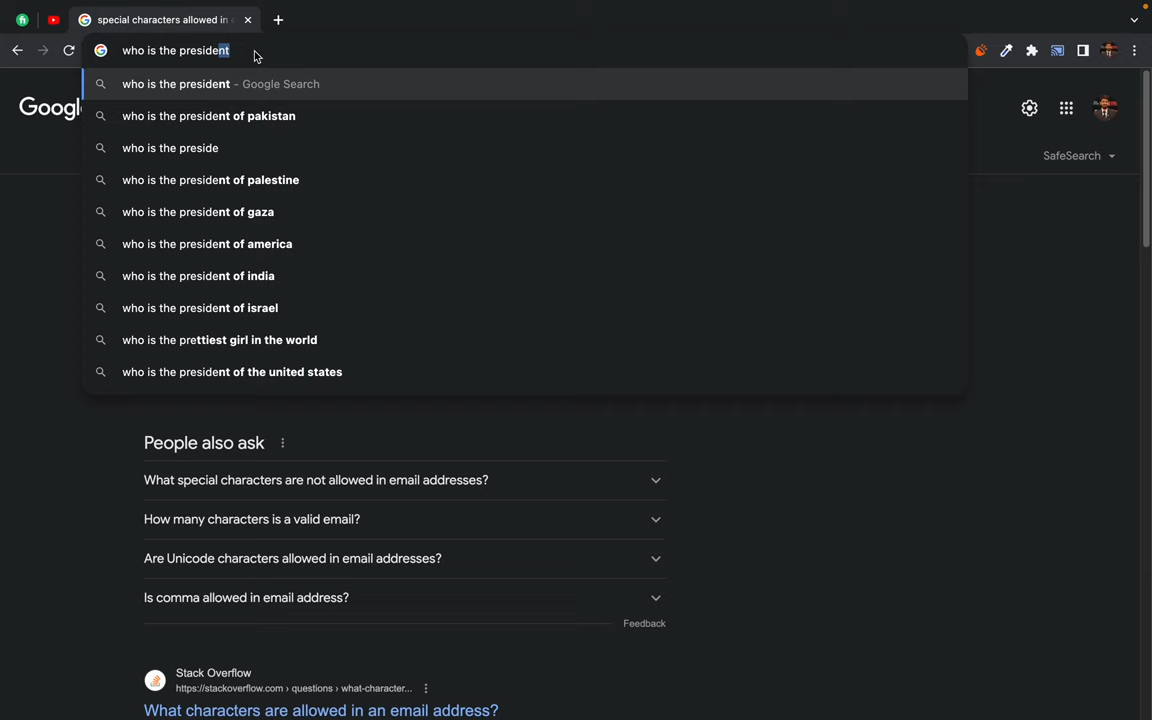 special characters allowed in
who is the president
who is the president - Google Search
who is the president of pakistan
who is the preside
who is the president of palestine
who is the president of gaza
who is the president of america
who is the president of india
who is the president of israel
who is the prettiest girl in the world
who is the president of the united states
Goog
SafeSearch
People also ask
What special characters are not allowed in email addresses?
How many characters is a valid email?
Are Unicode characters allowed in email addresses?
Is comma allowed in email address?
Feedback
Stack Overflow
https://stackoverflow.com › questions › what-character...
What characters are allowed in an email address?